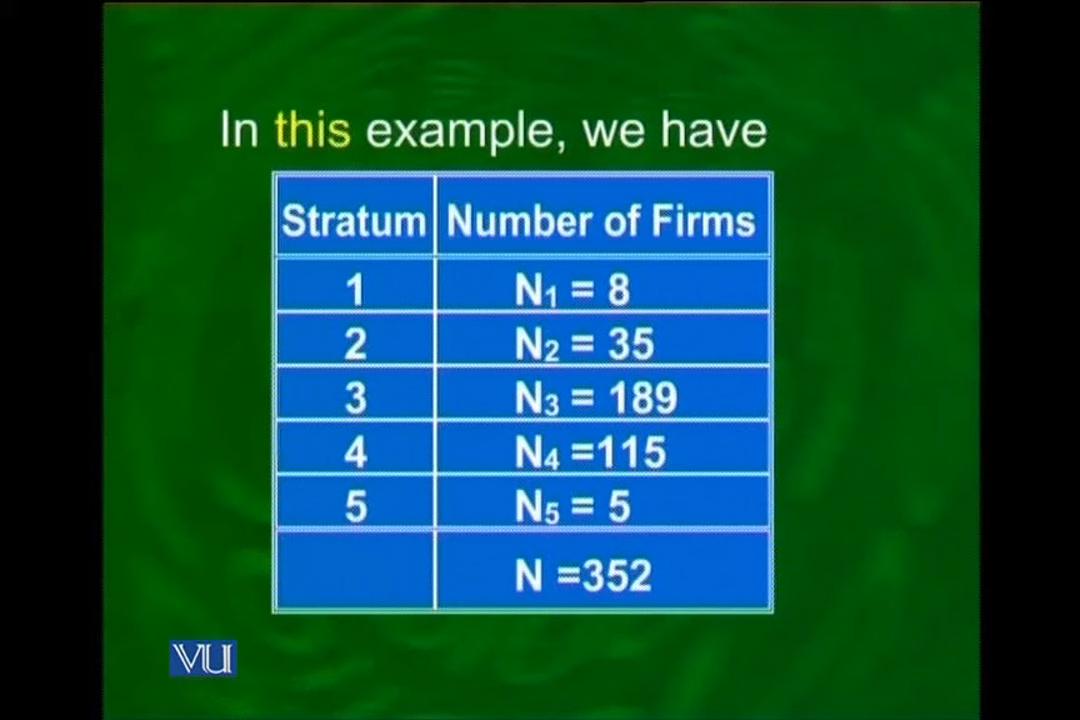 In this example, we have
Stratum Number of Firms
1 N₁ = 8
2 N₂ = 35
3 N₃ = 189
4 N₄ =115
5 N₅ = 5
N =352
VU